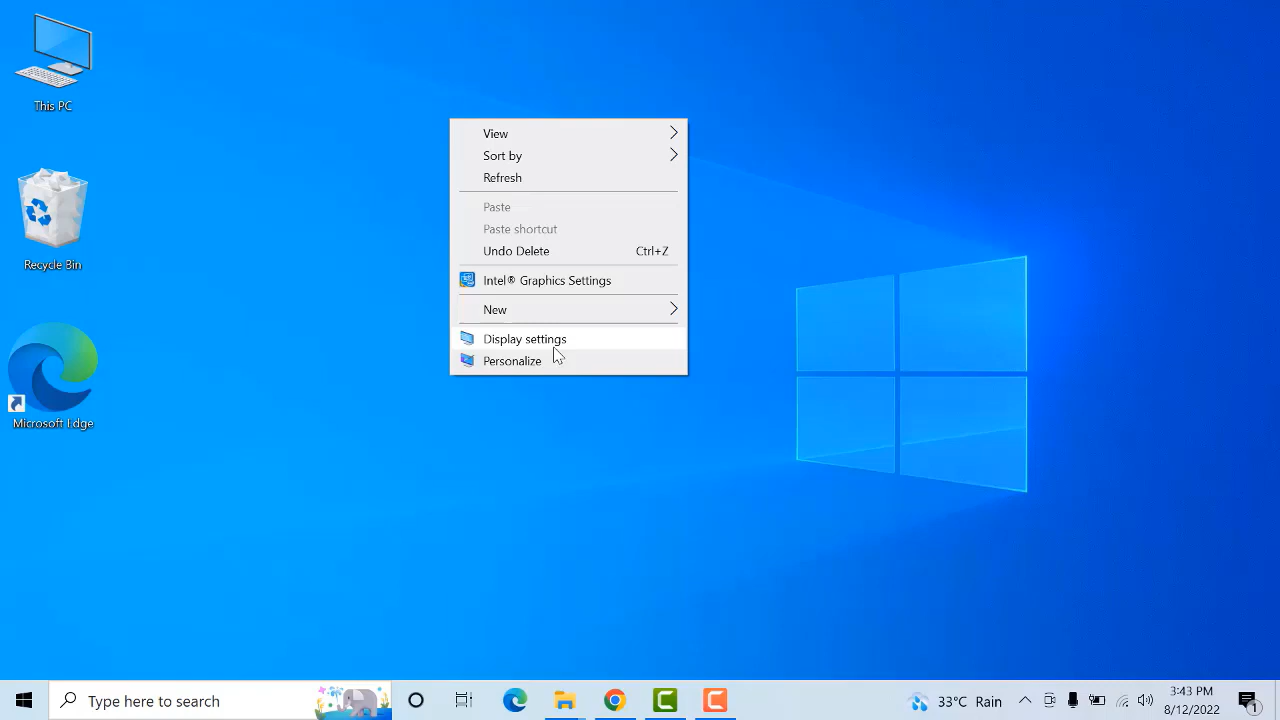 This PC
Recycle Bin
Microsoft Edge
View
Sort by
Refresh
Paste
Paste shortcut
Undo Delete Ctrl+Z
Intel® Graphics Settings
New
Display settings
Personalize
Type here to search
33°C Rain
3:43 PM
8/12/2022
1